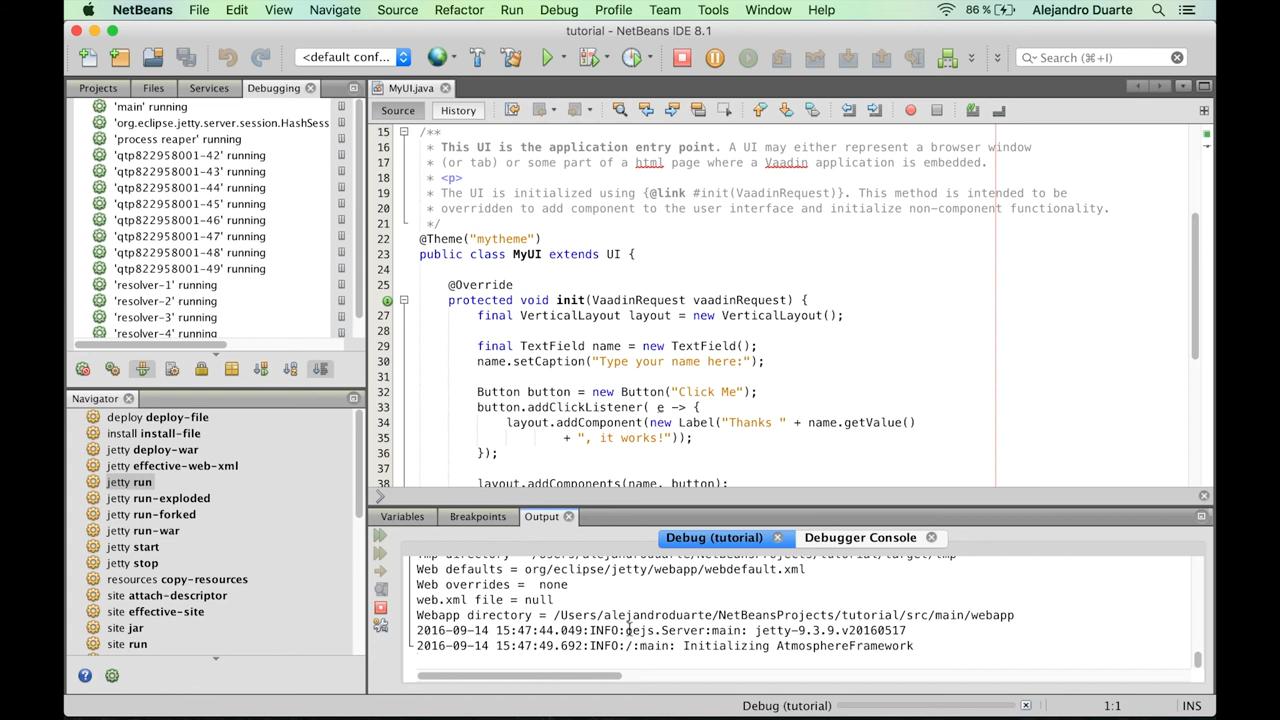 NetBeans File Edit View Navigate Source Refactor Run Debug Profile Team Tools Window Help 86 % Alejandro Duarte
tutorial - NetBeans IDE 8.1
<default conf... Search (⌘+I)
Projects Files Services Debugging
MyUI.java
Source History
'main' running
'org.eclipse.jetty.server.session.HashSess
'process reaper' running
'qtp822958001-42' running
'qtp822958001-43' running
'qtp822958001-44' running
'qtp822958001-45' running
'qtp822958001-46' running
'qtp822958001-47' running
'qtp822958001-48' running
'qtp822958001-49' running
'resolver-1' running
'resolver-2' running
'resolver-3' running
'resolver-4' running
Navigator
deploy deploy-file
install install-file
jetty deploy-war
jetty effective-web-xml
jetty run
jetty run-exploded
jetty run-forked
jetty run-war
jetty start
jetty stop
resources copy-resources
site attach-descriptor
site effective-site
site jar
site run
15 /**
16 * This UI is the application entry point. A UI may either represent a browser window
17 * (or tab) or some part of a html page where a Vaadin application is embedded.
18 * <p>
19 * The UI is initialized using {@link #init(VaadinRequest)}. This method is intended to be
20 * overridden to add component to the user interface and initialize non-component functionality.
21 */
22 @Theme("mytheme")
23 public class MyUI extends UI {
24
25 @Override
protected void init(VaadinRequest vaadinRequest) {
27 final VerticalLayout layout = new VerticalLayout();
28
29 final TextField name = new TextField();
30 name.setCaption("Type your name here:");
31
32 Button button = new Button("Click Me");
33 button.addClickListener( e -> {
34 layout.addComponent(new Label("Thanks " + name.getValue()
35 + ", it works!"));
36 });
37
38 layout.addComponents(name, button);
Variables Breakpoints Output
Debug (tutorial) Debugger Console
Tmp directory = /Users/alejandroduarte/NetBeansProjects/tutorial/target/tmp
Web defaults = org/eclipse/jetty/webapp/webdefault.xml
Web overrides = none
web.xml file = null
Webapp directory = /Users/alejandroduarte/NetBeansProjects/tutorial/src/main/webapp
2016-09-14 15:47:44.049:INFO:oejs.Server:main: jetty-9.3.9.v20160517
2016-09-14 15:47:49.692:INFO:/:main: Initializing AtmosphereFramework
Debug (tutorial) 1:1 INS